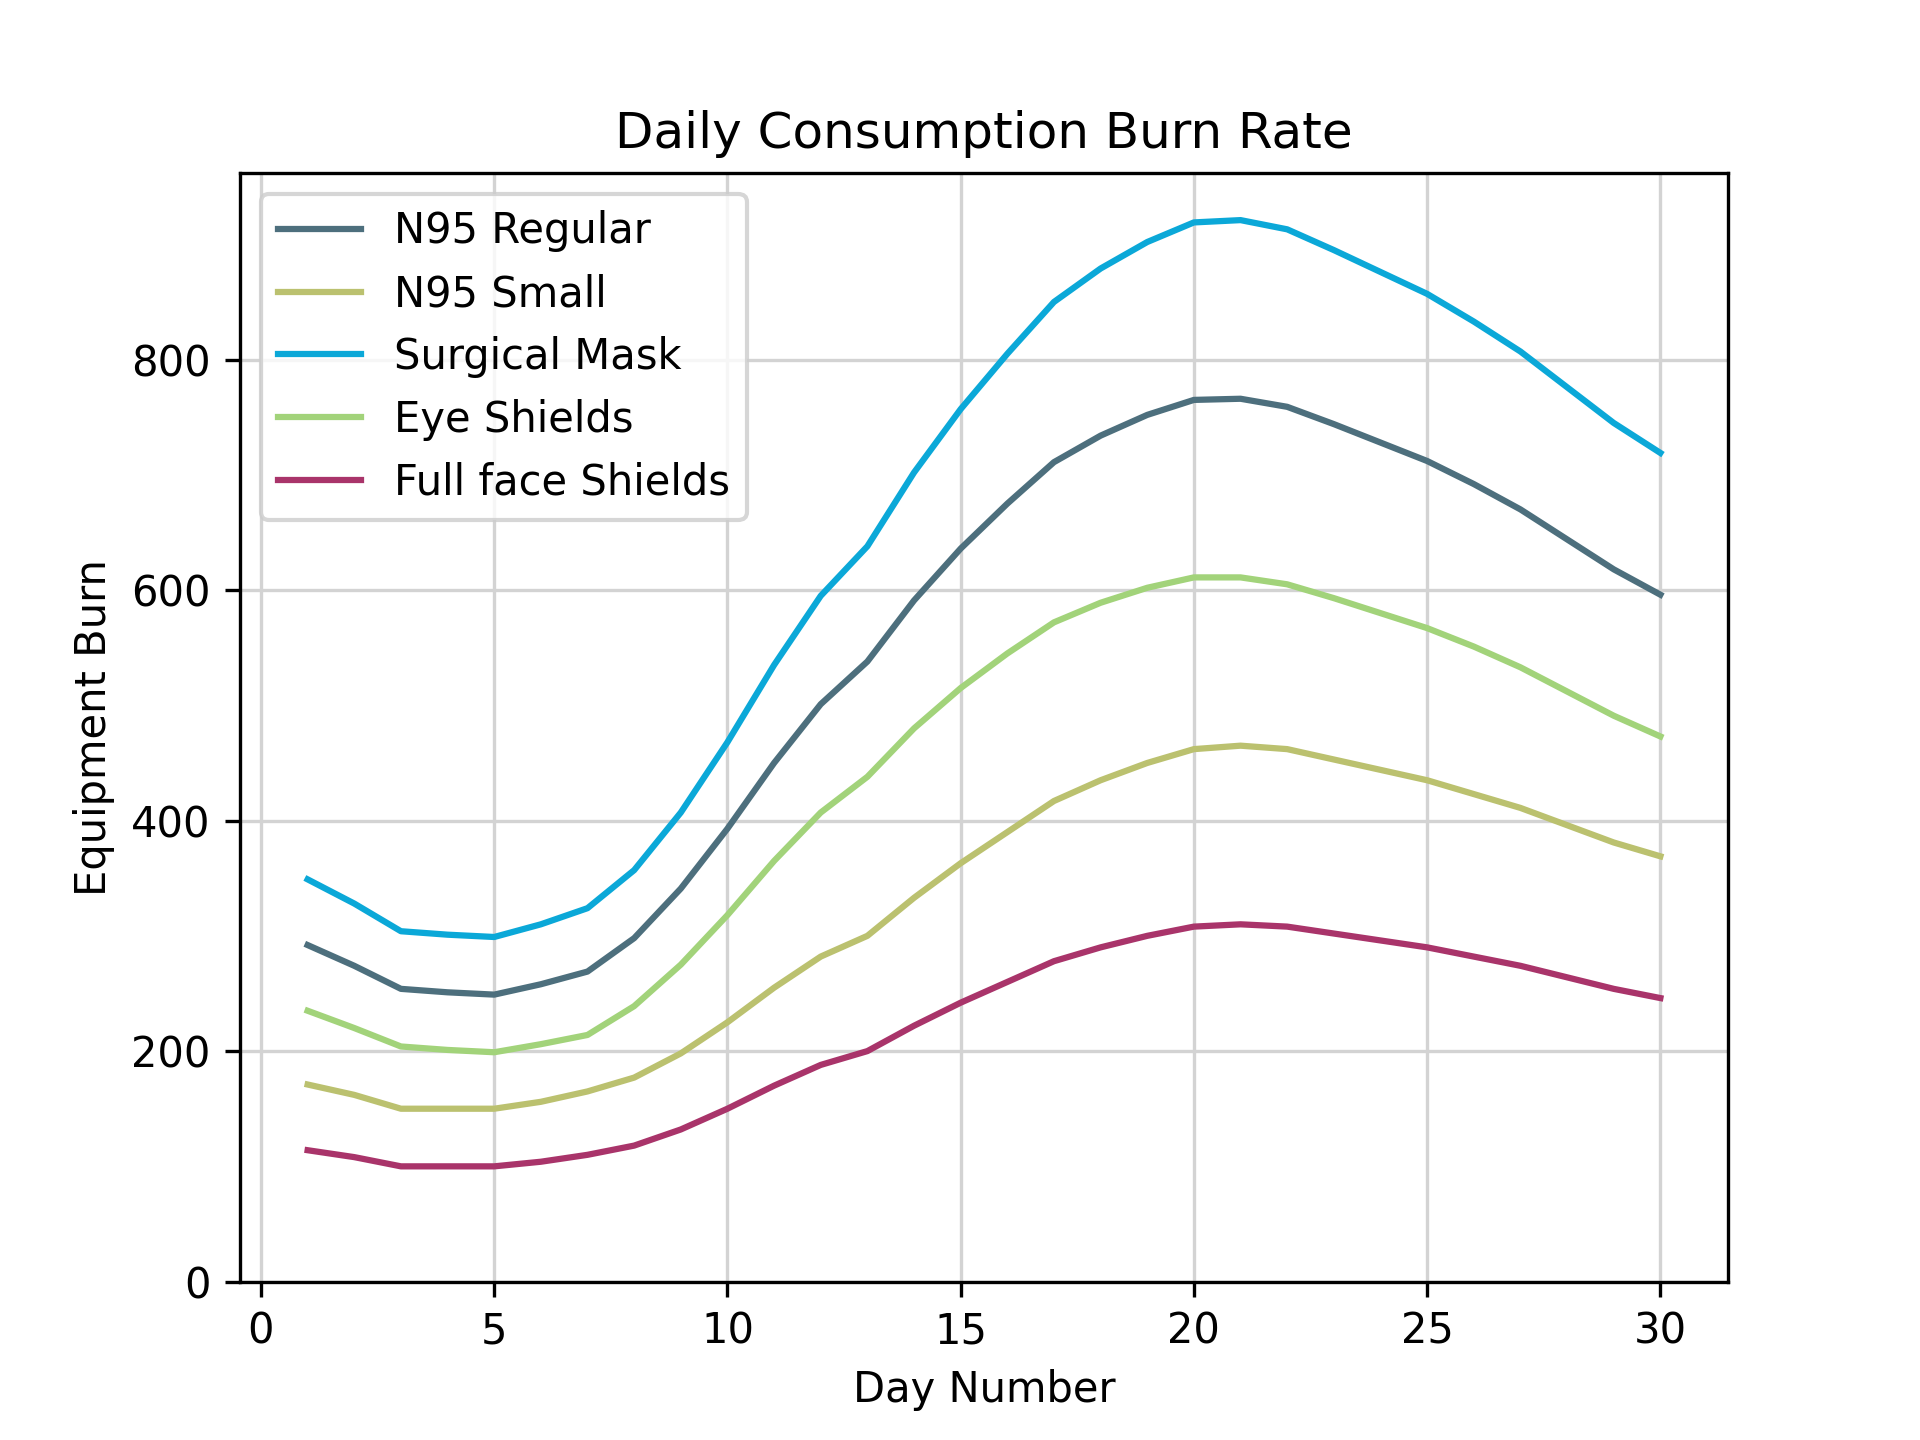 Daily Consumption Burn Rate
N95 Regular
N95 Small
Surgical Mask
Eye Shields
Full face Shields
Equipment Burn
800
600
400
200
0
0 5 10 15 20 25 30
Day Number